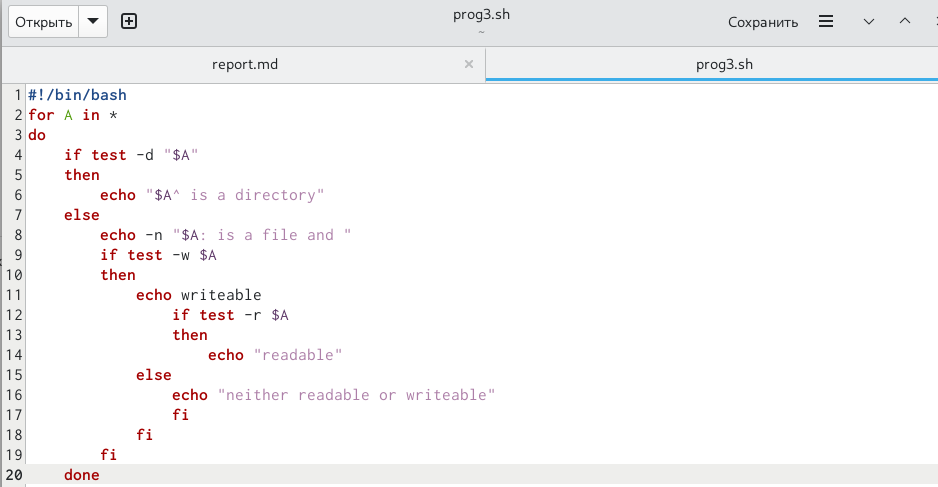 Открыть
prog3.sh
~
Сохранить
report.md
prog3.sh
1 #!/bin/bash
2 for A in *
3 do
4     if test -d "$A"
5     then
6         echo "$A^ is a directory"
7     else
8         echo -n "$A: is a file and "
9         if test -w $A
10         then
11             echo writeable
12                 if test -r $A
13                 then
14                     echo "readable"
15             else
16                 echo "neither readable or writeable"
17                 fi
18             fi
19         fi
20     done